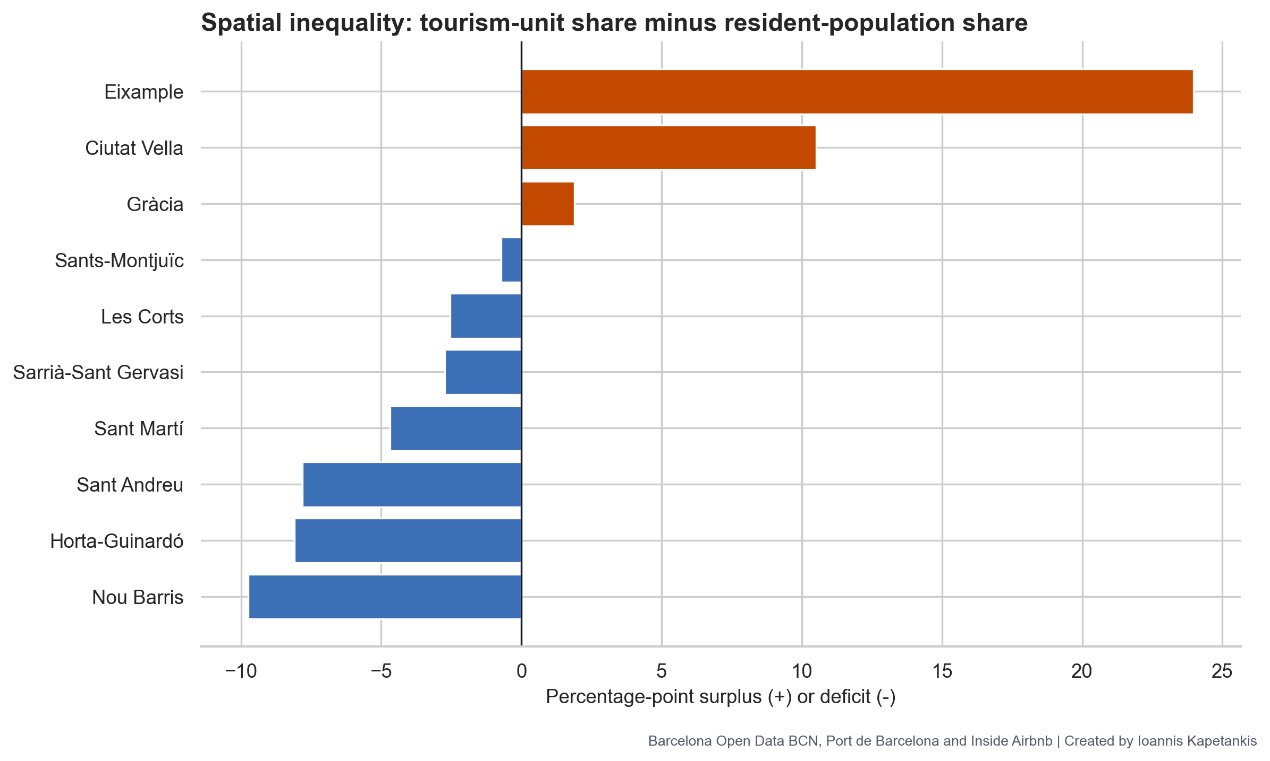 Spatial inequality: tourism-unit share minus resident-population share
Eixample
Ciutat Vella
Gràcia
Sants-Montjuïc
Les Corts
Sarrià-Sant Gervasi
Sant Martí
Sant Andreu
Horta-Guinardó
Nou Barris
−10 −5 0 5 10 15 20 25
Percentage-point surplus (+) or deficit (-)
Barcelona Open Data BCN, Port de Barcelona and Inside Airbnb | Created by Ioannis Kapetankis